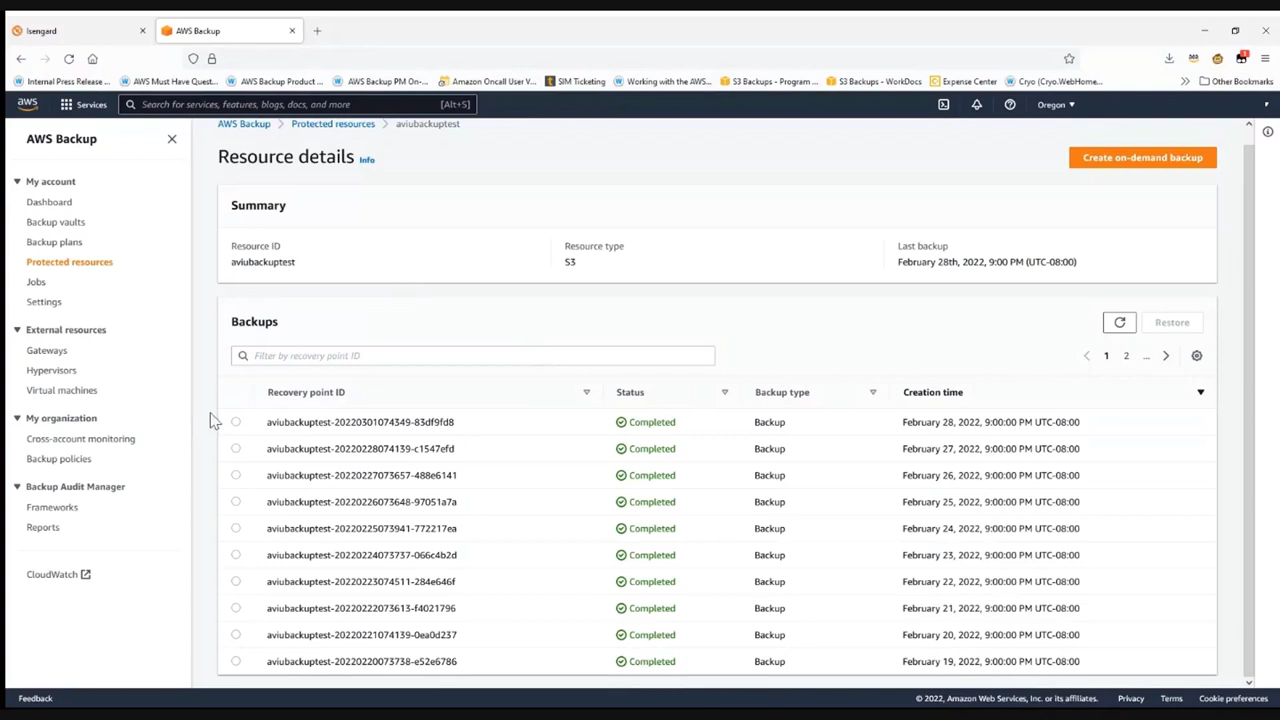 Isengard
AWS Backup
Internal Press Release ...
AWS Must Have Quest...
AWS Backup Product ...
AWS Backup PM On-...
Amazon Oncall User V...
SIM Ticketing
Working with the AWS...
S3 Backups - Program ...
S3 Backups - WorkDocs
Expense Center
Cryo (Cryo.WebHome...
Other Bookmarks
aws
Services
Search for services, features, blogs, docs, and more
[Alt+S]
Oregon
AWS Backup
My account
Dashboard
Backup vaults
Backup plans
Protected resources
Jobs
Settings
External resources
Gateways
Hypervisors
Virtual machines
My organization
Cross-account monitoring
Backup policies
Backup Audit Manager
Frameworks
Reports
CloudWatch
AWS Backup > Protected resources > aviubackuptest
Resource details Info
Create on-demand backup
Summary
Resource ID
aviubackuptest
Resource type
S3
Last backup
February 28th, 2022, 9:00 PM (UTC-08:00)
Backups
Restore
Filter by recovery point ID
1 2 ...
Recovery point ID Status Backup type Creation time
aviubackuptest-20220301074349-83df9fd8 Completed Backup February 28, 2022, 9:00:00 PM UTC-08:00
aviubackuptest-20220228074139-c1547efd Completed Backup February 27, 2022, 9:00:00 PM UTC-08:00
aviubackuptest-20220227073657-488e6141 Completed Backup February 26, 2022, 9:00:00 PM UTC-08:00
aviubackuptest-20220226073648-97051a7a Completed Backup February 25, 2022, 9:00:00 PM UTC-08:00
aviubackuptest-20220225073941-772217ea Completed Backup February 24, 2022, 9:00:00 PM UTC-08:00
aviubackuptest-20220224073737-066c4b2d Completed Backup February 23, 2022, 9:00:00 PM UTC-08:00
aviubackuptest-20220223074511-284e646f Completed Backup February 22, 2022, 9:00:00 PM UTC-08:00
aviubackuptest-20220222073613-f4021796 Completed Backup February 21, 2022, 9:00:00 PM UTC-08:00
aviubackuptest-20220221074139-0ea0d237 Completed Backup February 20, 2022, 9:00:00 PM UTC-08:00
aviubackuptest-20220220073738-e52e6786 Completed Backup February 19, 2022, 9:00:00 PM UTC-08:00
Feedback
© 2022, Amazon Web Services, Inc. or its affiliates.
Privacy
Terms
Cookie preferences